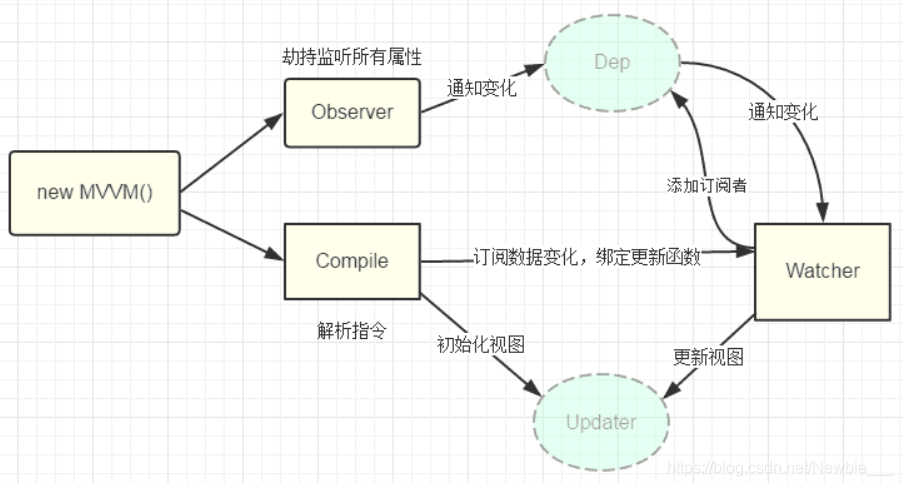 劫持监听所有属性
Dep
Observer
通知变化
通知变化
new MVVM()
添加订阅者
Compile
订阅数据变化，绑定更新函数
Watcher
解析指令
初始化视图
更新视图
Updater
https://blog.csdn.net/Newbie___